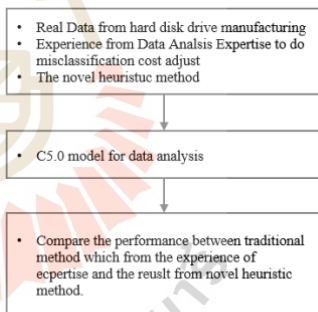 • Real Data from hard disk drive manufacturing
• Experience from Data Analsis Expertise to do
misclassification cost adjust
• The novel heuristuc method
• C5.0 model for data analysis
• Compare the performance between traditional
method which from the experience of
ecpertise and the reuslt from novel heuristic
method.